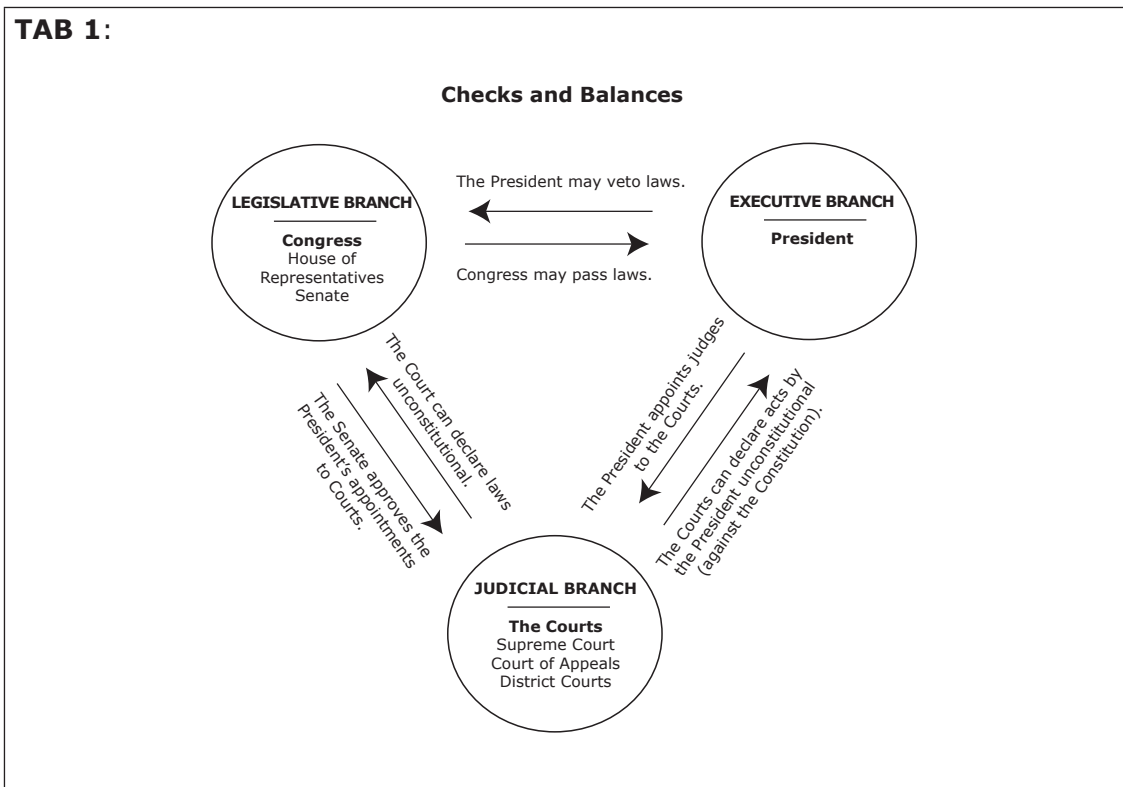 TAB 1:
Checks and Balances
LEGISLATIVE BRANCH
Congress
House of
Representatives
Senate
The President may veto laws.
Congress may pass laws.
EXECUTIVE BRANCH
President
The Senate approves the
President's appointments
to Courts.
The Court can declare laws
unconstitutional.
The President appoints judges
to the Courts.
The Courts can declare acts by
the President unconstitutional
(against the Constitution).
JUDICIAL BRANCH
The Courts
Supreme Court
Court of Appeals
District Courts